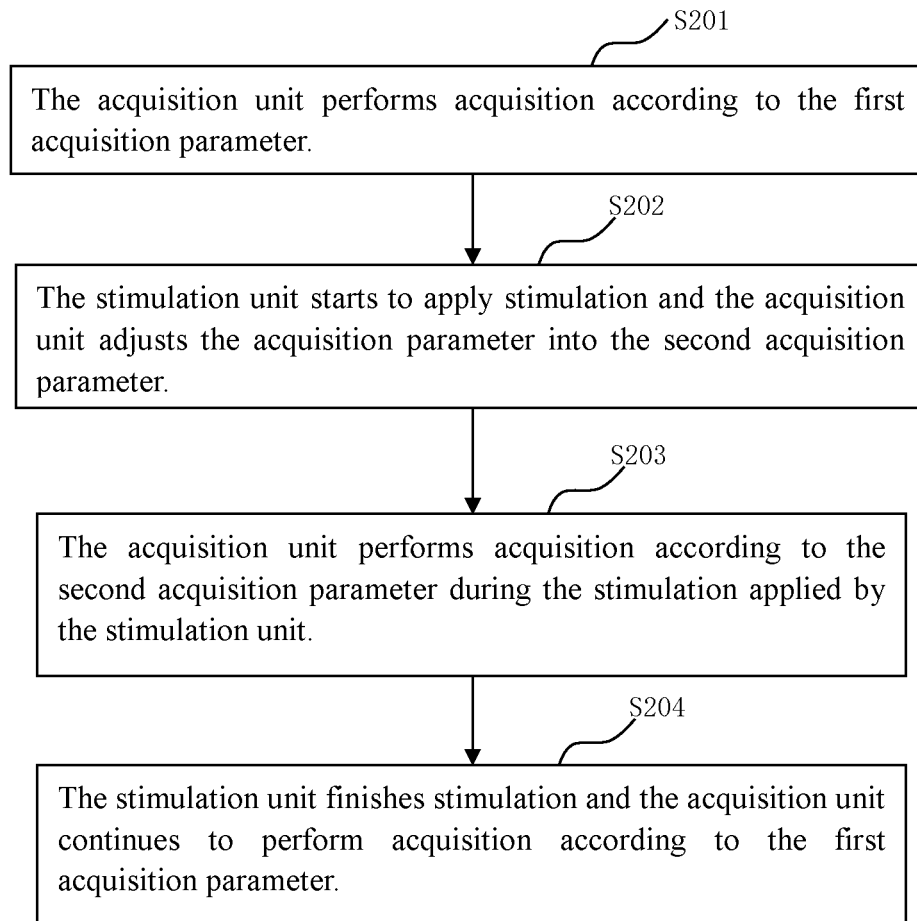 S201
The acquisition unit performs acquisition according to the first
acquisition parameter.
S202
The stimulation unit starts to apply stimulation and the acquisition
unit adjusts the acquisition parameter into the second acquisition
parameter.
S203
The acquisition unit performs acquisition according to the
second acquisition parameter during the stimulation applied by
the stimulation unit.
S204
The stimulation unit finishes stimulation and the acquisition unit
continues to perform acquisition according to the first
acquisition parameter.